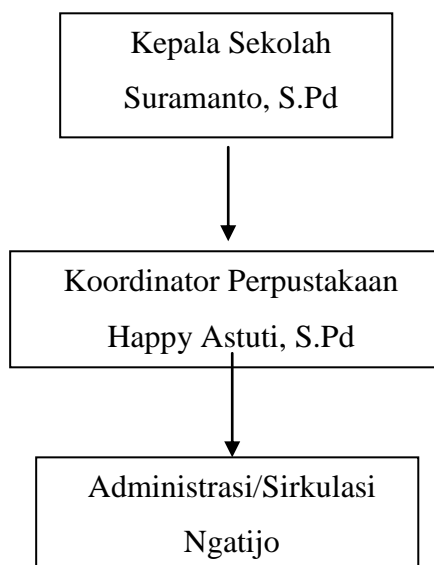 Kepala Sekolah
Suramanto, S.Pd
Koordinator Perpustakaan
Happy Astuti, S.Pd
Administrasi/Sirkulasi
Ngatijo